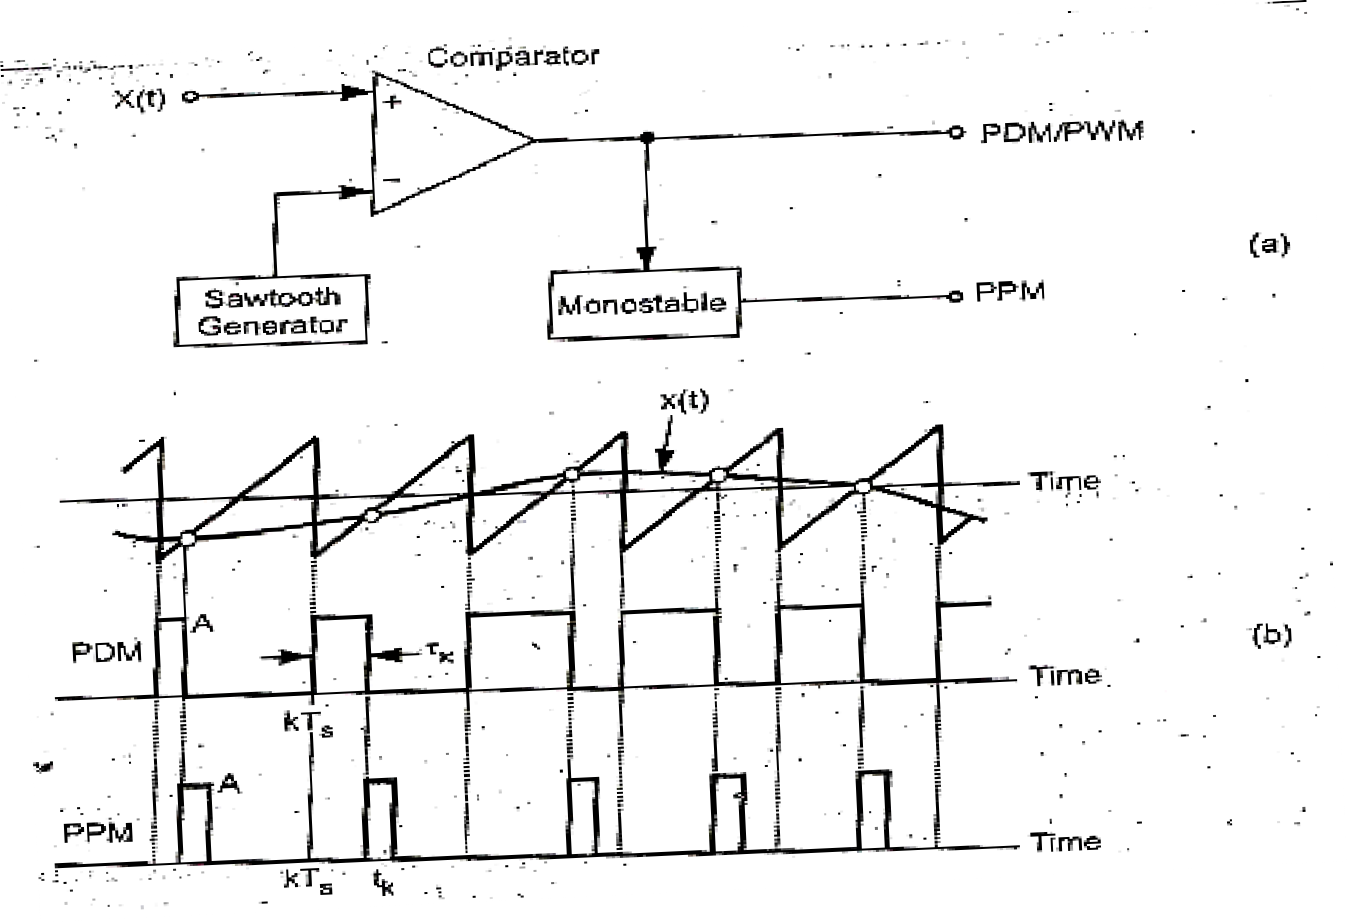 Comparator
X(t)
+
PDM/PWM
−
(a)
Sawtooth
Generator
Monostable
PPM
x(t)
Time
A
PDM
τk
(b)
Time
kTs
A
PPM
Time
kTs
tk